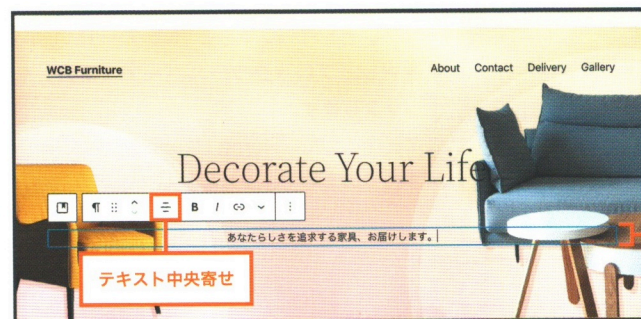 WCB Furniture
About Contact Delivery Gallery
Decorate Your Life
B I
あなたらしさを追求する家具、お届けします。
テキスト中央寄せ